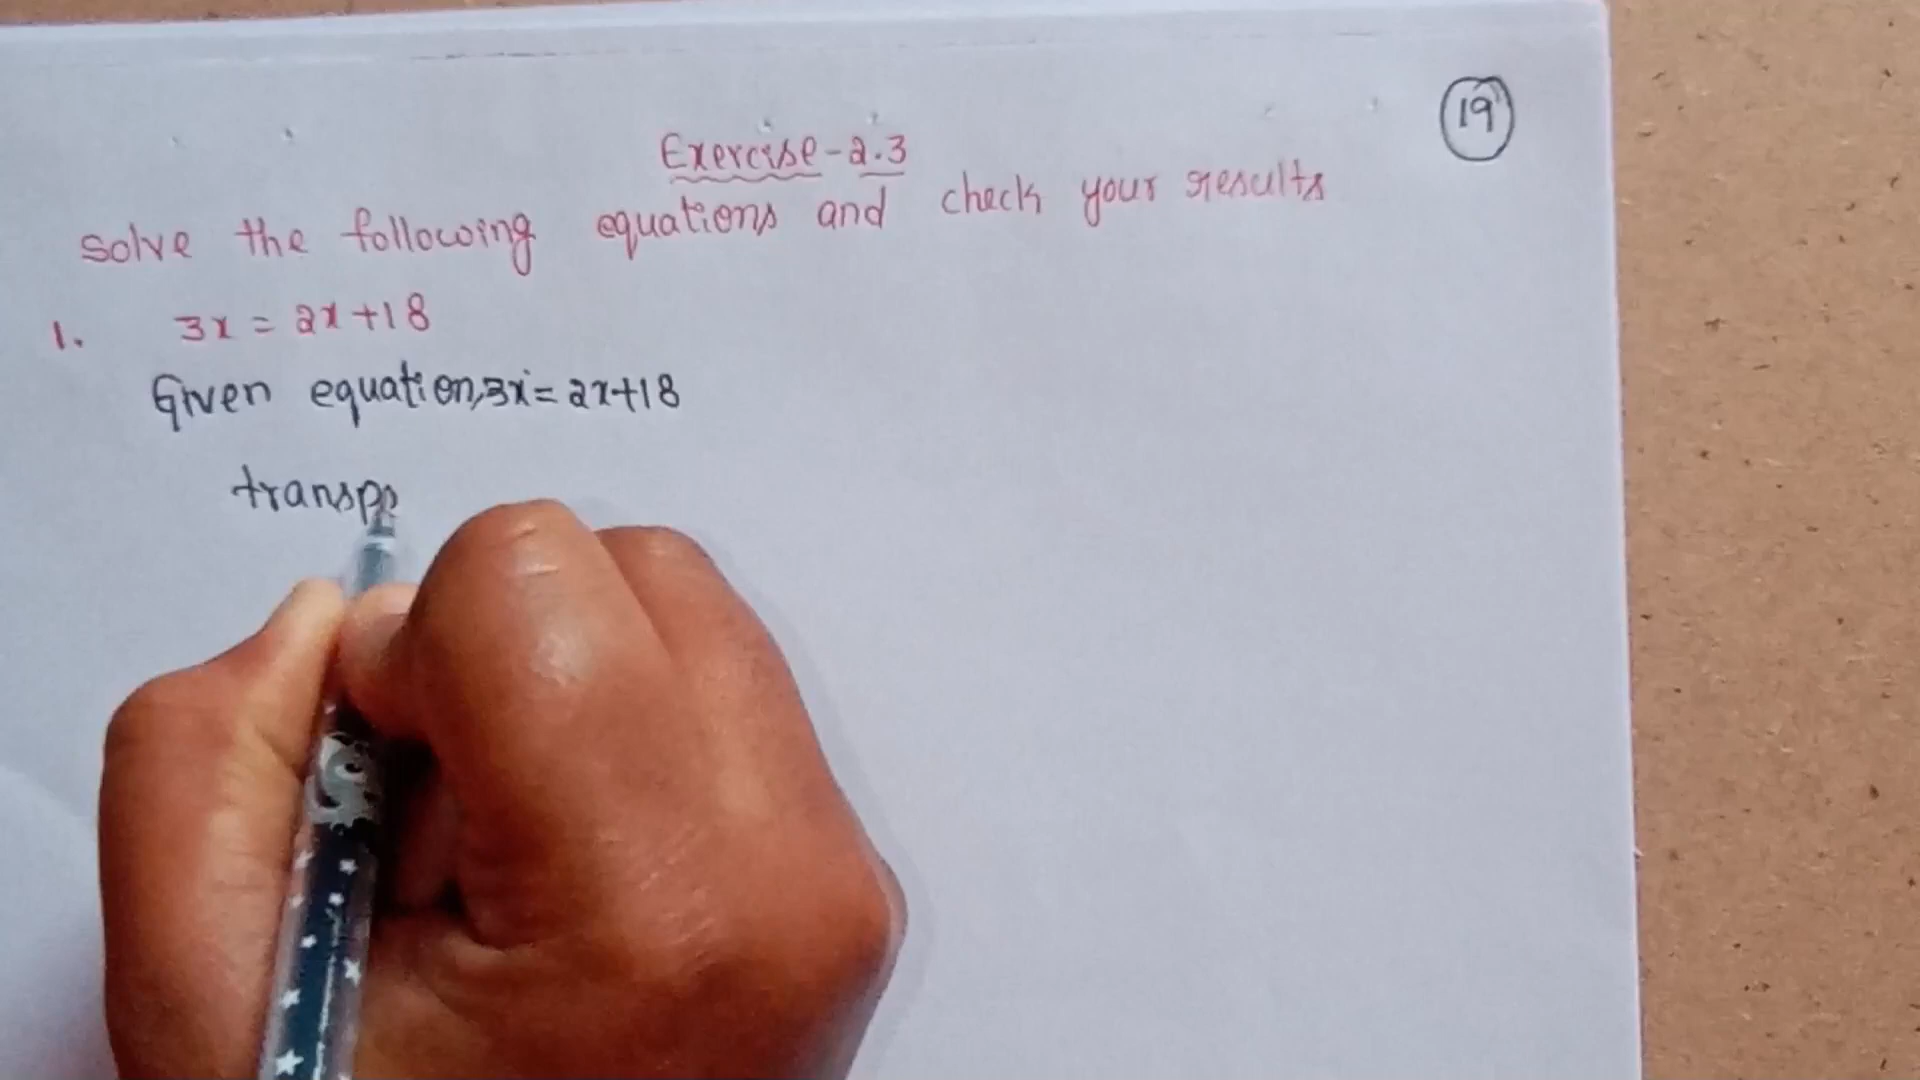 19
Exercise-2.3
solve the following equations and check your results
1. 3x = 2x+18
Given equation, 3x = 2x+18
transpo